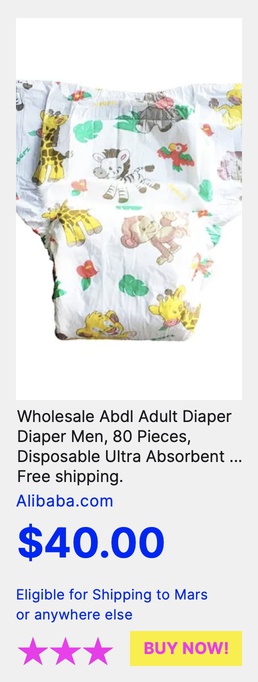 Wholesale Abdl Adult Diaper
Diaper Men, 80 Pieces,
Disposable Ultra Absorbent ...
Free shipping.
Alibaba.com
$40.00
Eligible for Shipping to Mars
or anywhere else
BUY NOW!